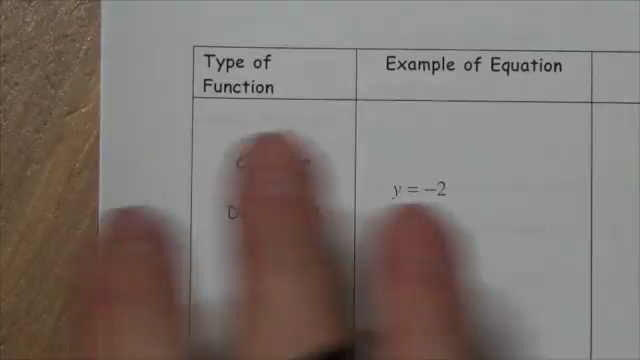 Type of
Function
Example of Equation
y = −2